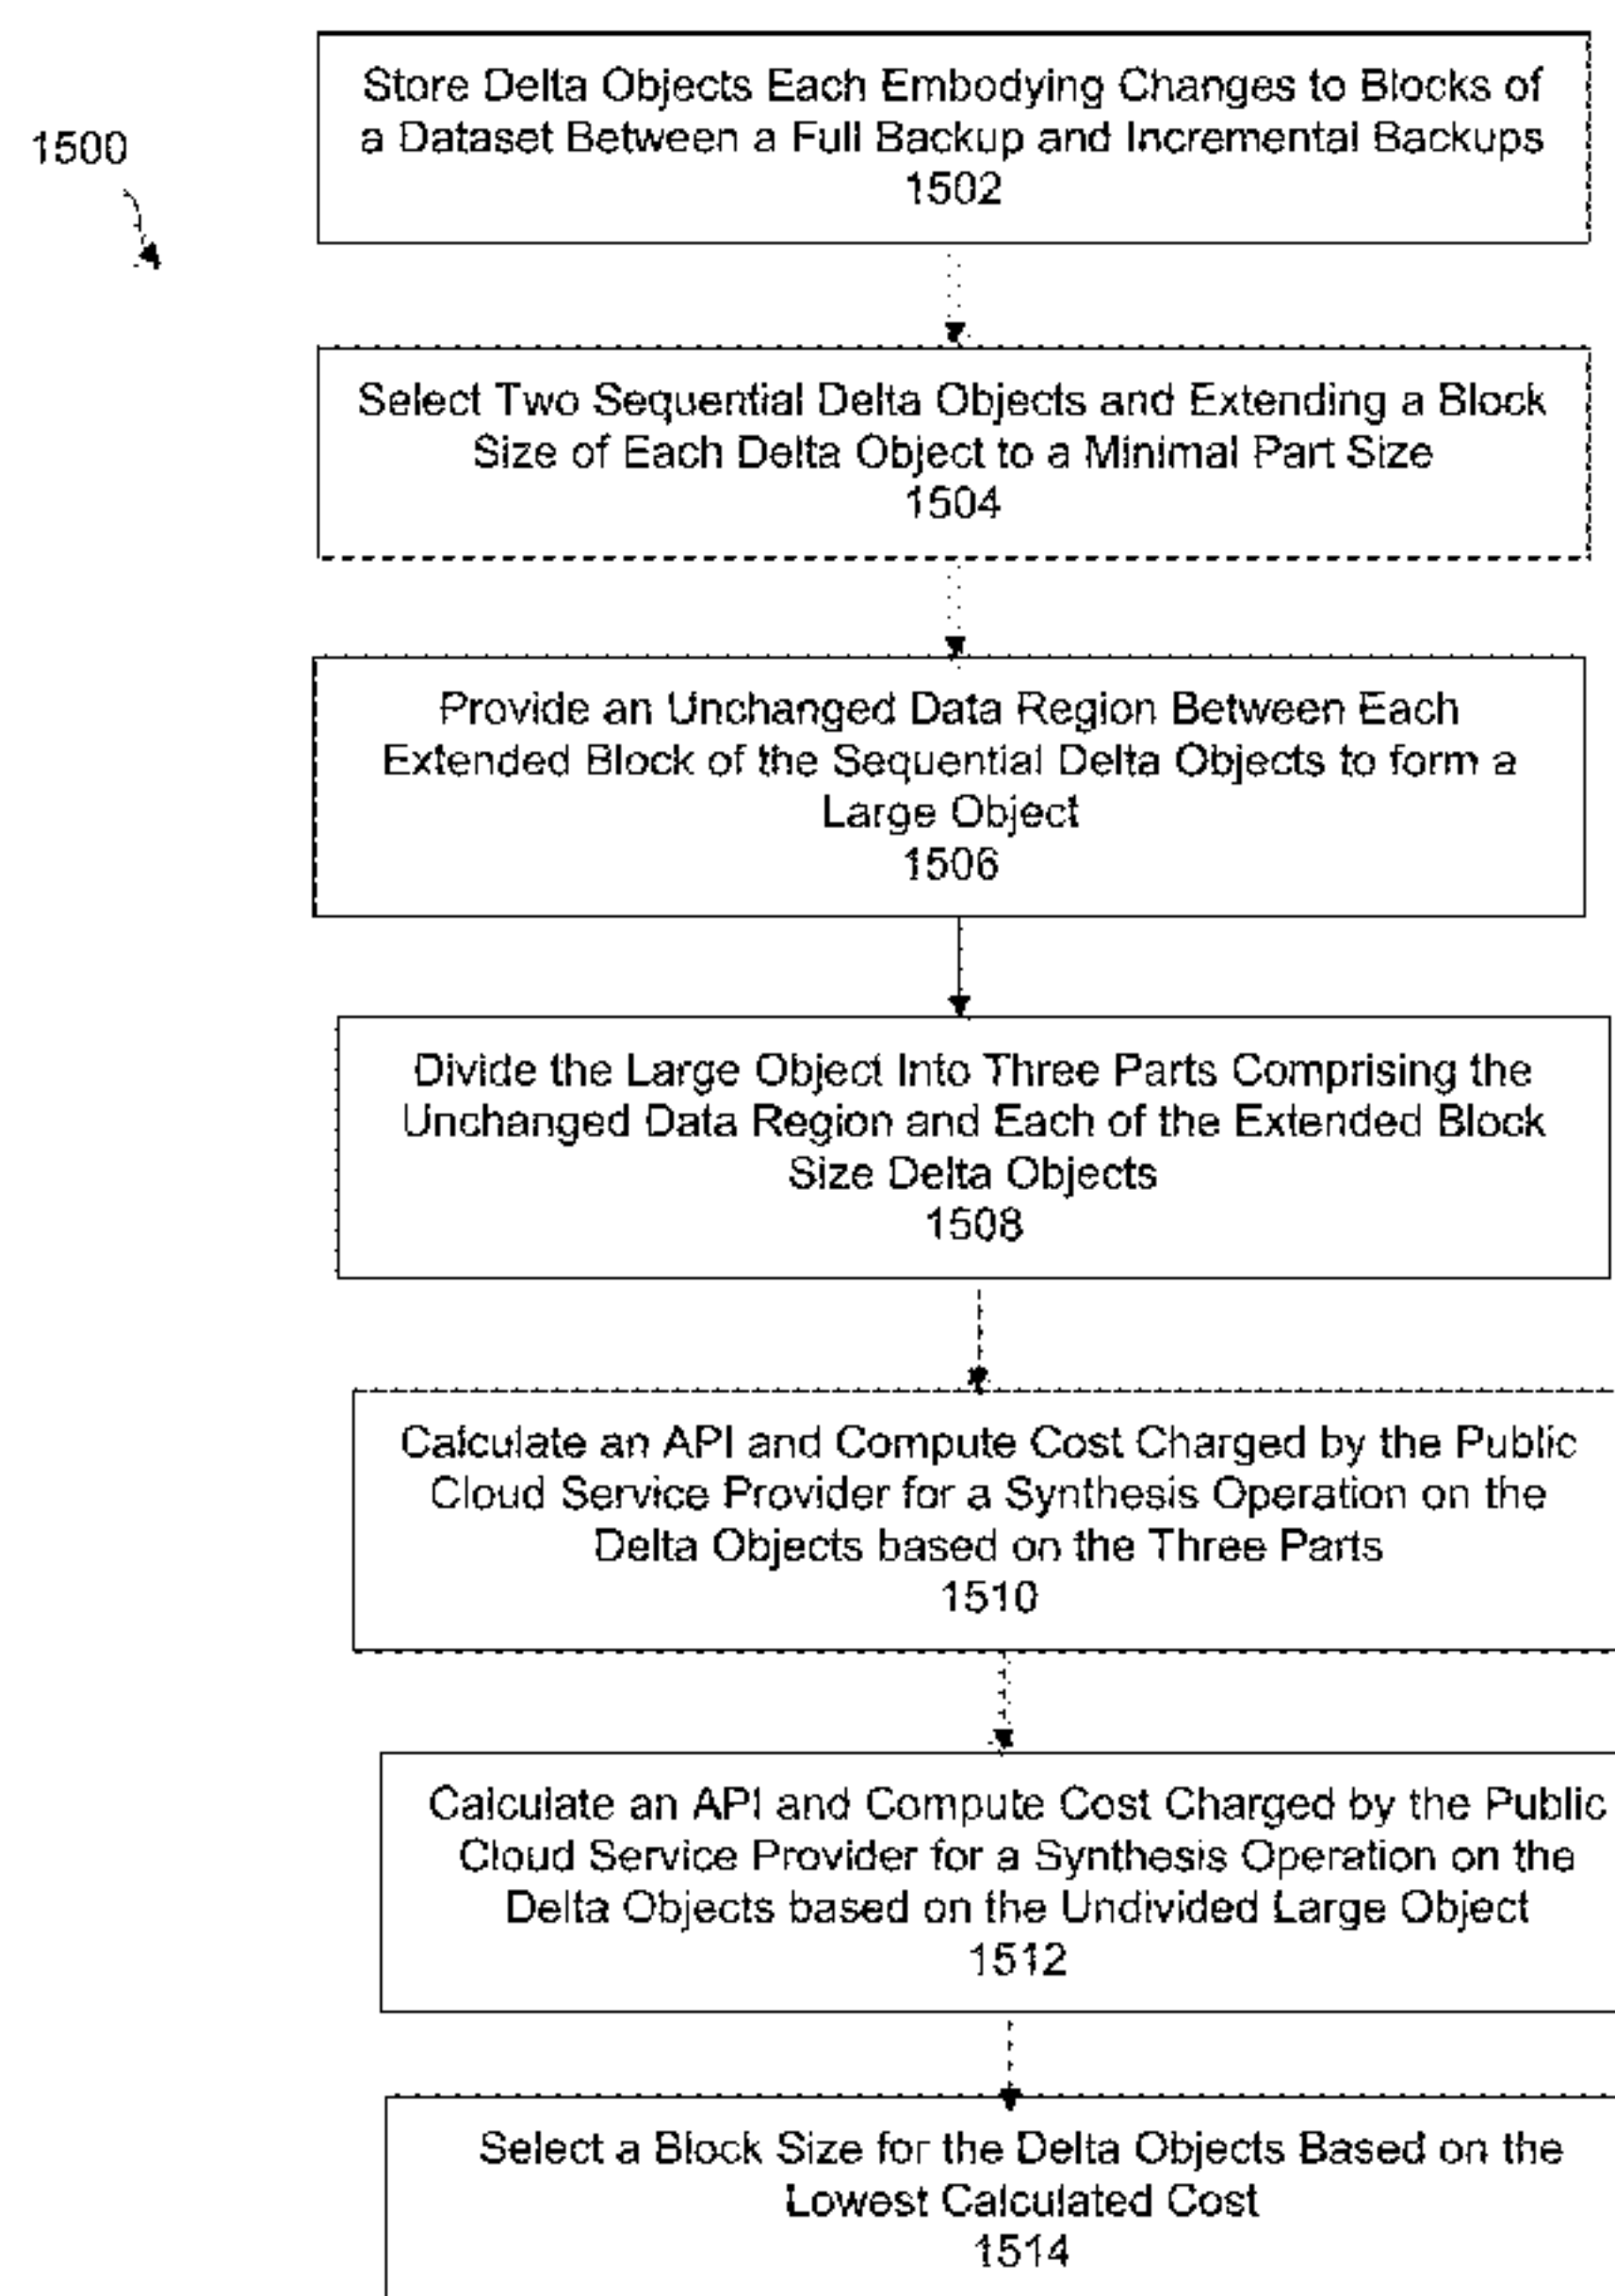 1500
Store Delta Objects Each Embodying Changes to Blocks of
a Dataset Between a Full Backup and Incremental Backups
1502
Select Two Sequential Delta Objects and Extending a Block
Size of Each Delta Object to a Minimal Part Size
1504
Provide an Unchanged Data Region Between Each
Extended Block of the Sequential Delta Objects to form a
Large Object
1506
Divide the Large Object Into Three Parts Comprising the
Unchanged Data Region and Each of the Extended Block
Size Delta Objects
1508
Calculate an API and Compute Cost Charged by the Public
Cloud Service Provider for a Synthesis Operation on the
Delta Objects based on the Three Parts
1510
Calculate an API and Compute Cost Charged by the Public
Cloud Service Provider for a Synthesis Operation on the
Delta Objects based on the Undivided Large Object
1512
Select a Block Size for the Delta Objects Based on the
Lowest Calculated Cost
1514